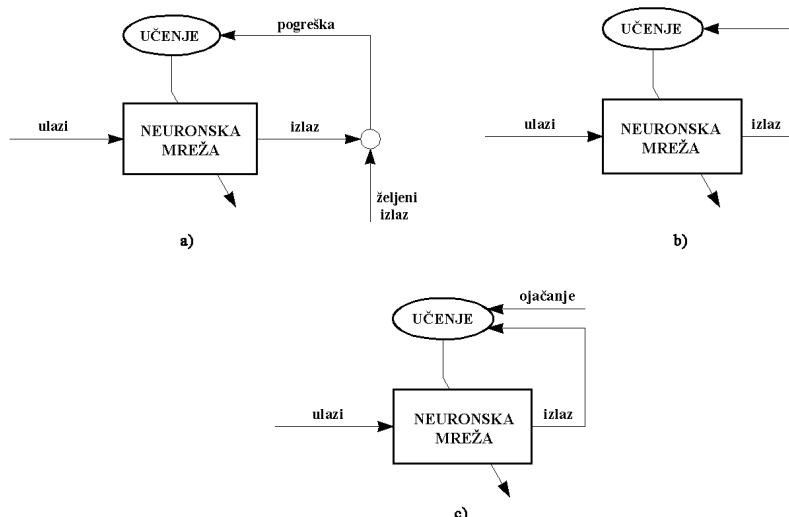 UČENJE
pogreška
ulazi
NEURONSKA
MREŽA
izlaz
željeni
izlaz
a)
UČENJE
ulazi
NEURONSKA
MREŽA
izlaz
b)
UČENJE
ojačanje
ulazi
NEURONSKA
MREŽA
izlaz
c)